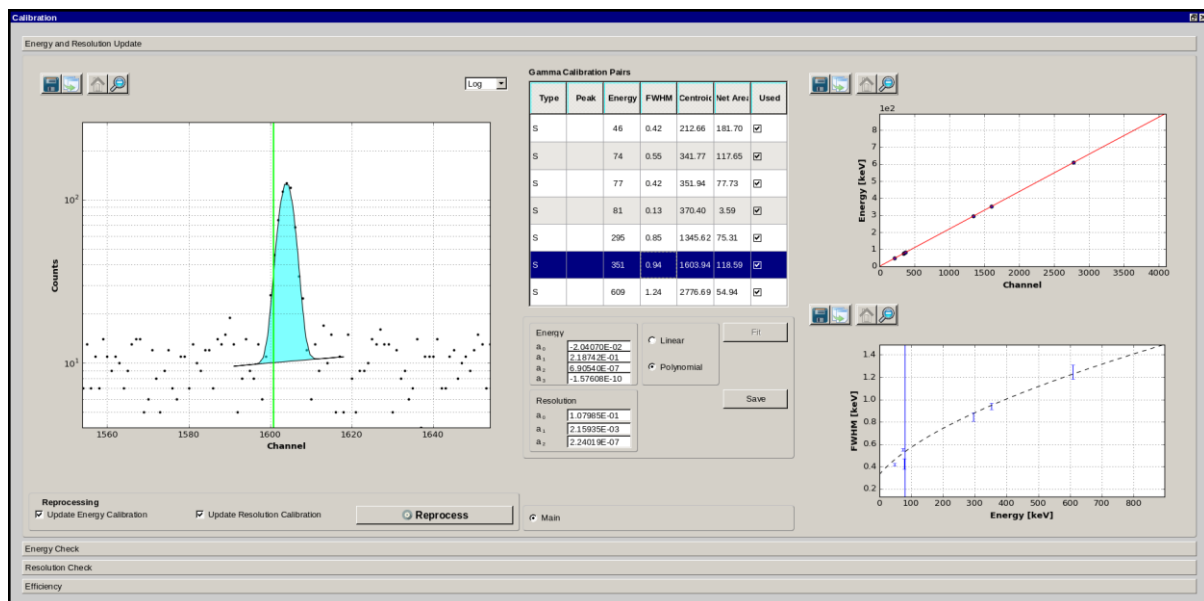 Calibration
Energy and Resolution Update
Log
10²
10¹
Counts
1560 1580 1600 1620 1640
Channel
Reprocessing
Update Energy Calibration
Update Resolution Calibration
Reprocess
Gamma Calibration Pairs
Type Peak Energy FWHM Centroid Net Area Used
S 46 0.42 212.66 181.70
S 74 0.55 341.77 117.65
S 77 0.42 351.94 77.73
S 81 0.13 370.40 3.59
S 295 0.85 1345.62 75.31
S 351 0.94 1603.94 118.59
S 609 1.24 2776.69 54.94
Energy
a₀ -2.04070E-02
a₁ 2.18742E-01
a₂ 6.90540E-07
a₃ -1.57608E-10
Linear
Polynomial
Fit
Save
Resolution
a₀ 1.07985E-01
a₁ 2.15935E-03
a₂ 2.24019E-07
Main
1e2
8
7
6
5
4
3
2
1
0
Energy [keV]
0 500 1000 1500 2000 2500 3000 3500 4000
Channel
1.4
1.2
1.0
0.8
0.6
0.4
0.2
FWHM [keV]
0 100 200 300 400 500 600 700 800
Energy [keV]
Energy Check
Resolution Check
Efficiency